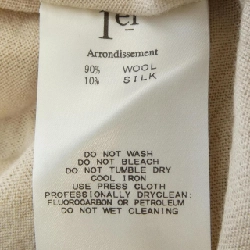 1er
Arrondissement
90% WOOL
10% SILK
DO NOT WASH
DO NOT BLEACH
DO NOT TUMBLE DRY
COOL IRON
USE PRESS CLOTH
PROFESSIONALLY DRYCLEAN:
FLUOROCARBON OR PETROLEUM
DO NOT WET CLEANING